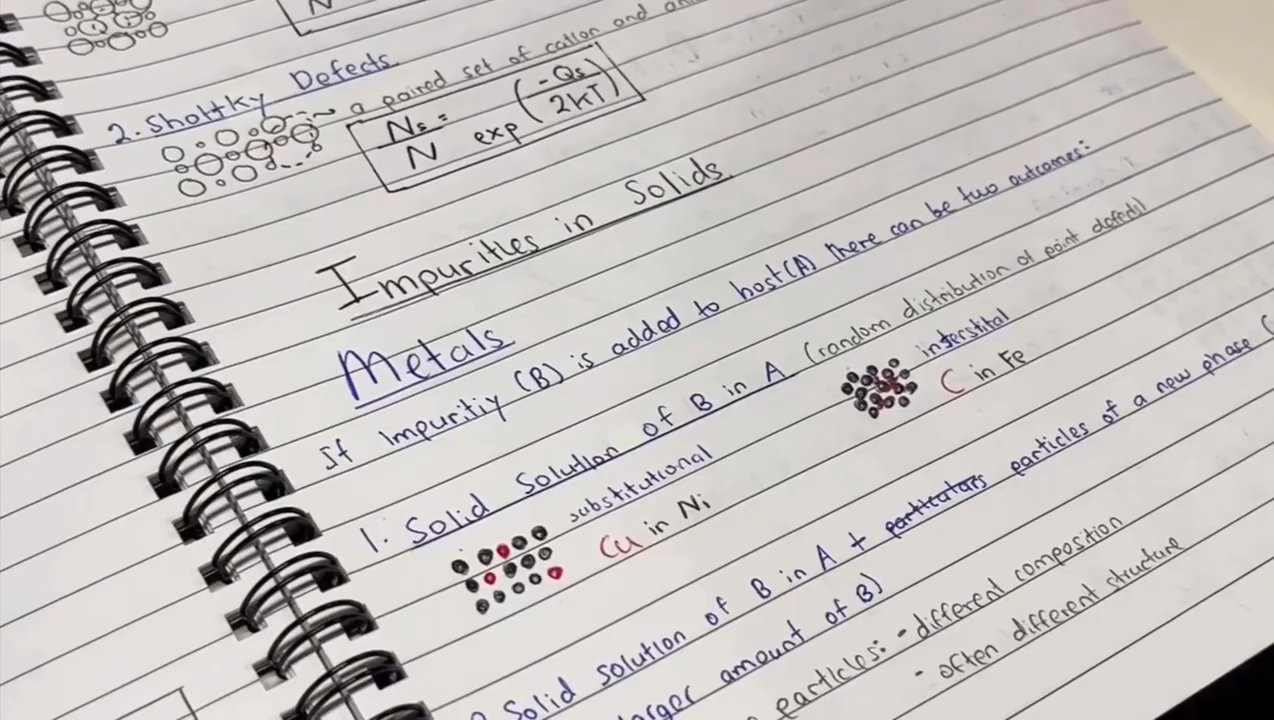 N
2. Shottky Defects
a paired set of cation and
Ns = exp (-Qs / 2KT)
N
Impurities in Solids
Metals
If Impuritiy (B) is added to host (A) there can be two outcomes:
1. Solid Solution of B in A (random distribution of point defects)
substitutional
Cu in Ni
interstital
C in Fe
Solid solution of B in A + particulars particles of a new phase (
larger amount of B)
particles: - different composition
- often different structure